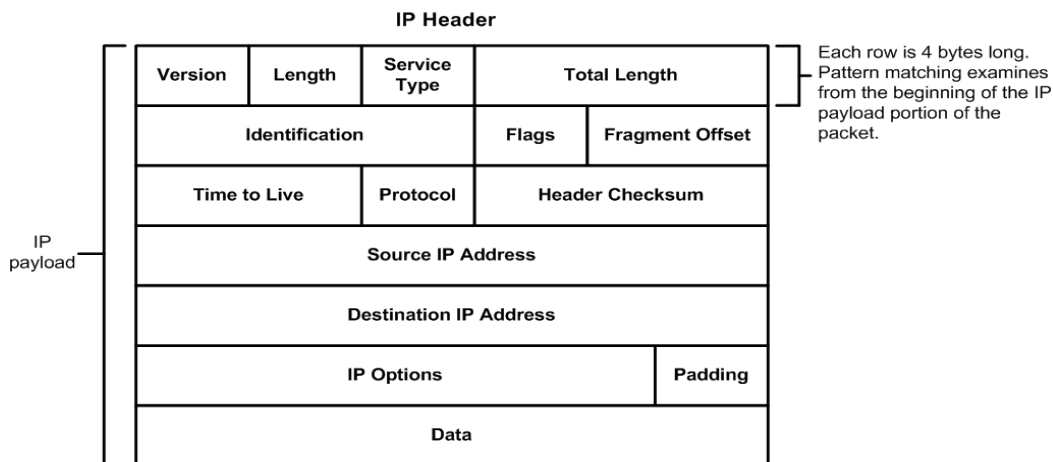 IP Header
Version
Length
Service
Type
Total Length
Each row is 4 bytes long.
Pattern matching examines
from the beginning of the IP
payload portion of the
packet.
Identification
Flags
Fragment Offset
Time to Live
Protocol
Header Checksum
IP
payload
Source IP Address
Destination IP Address
IP Options
Padding
Data